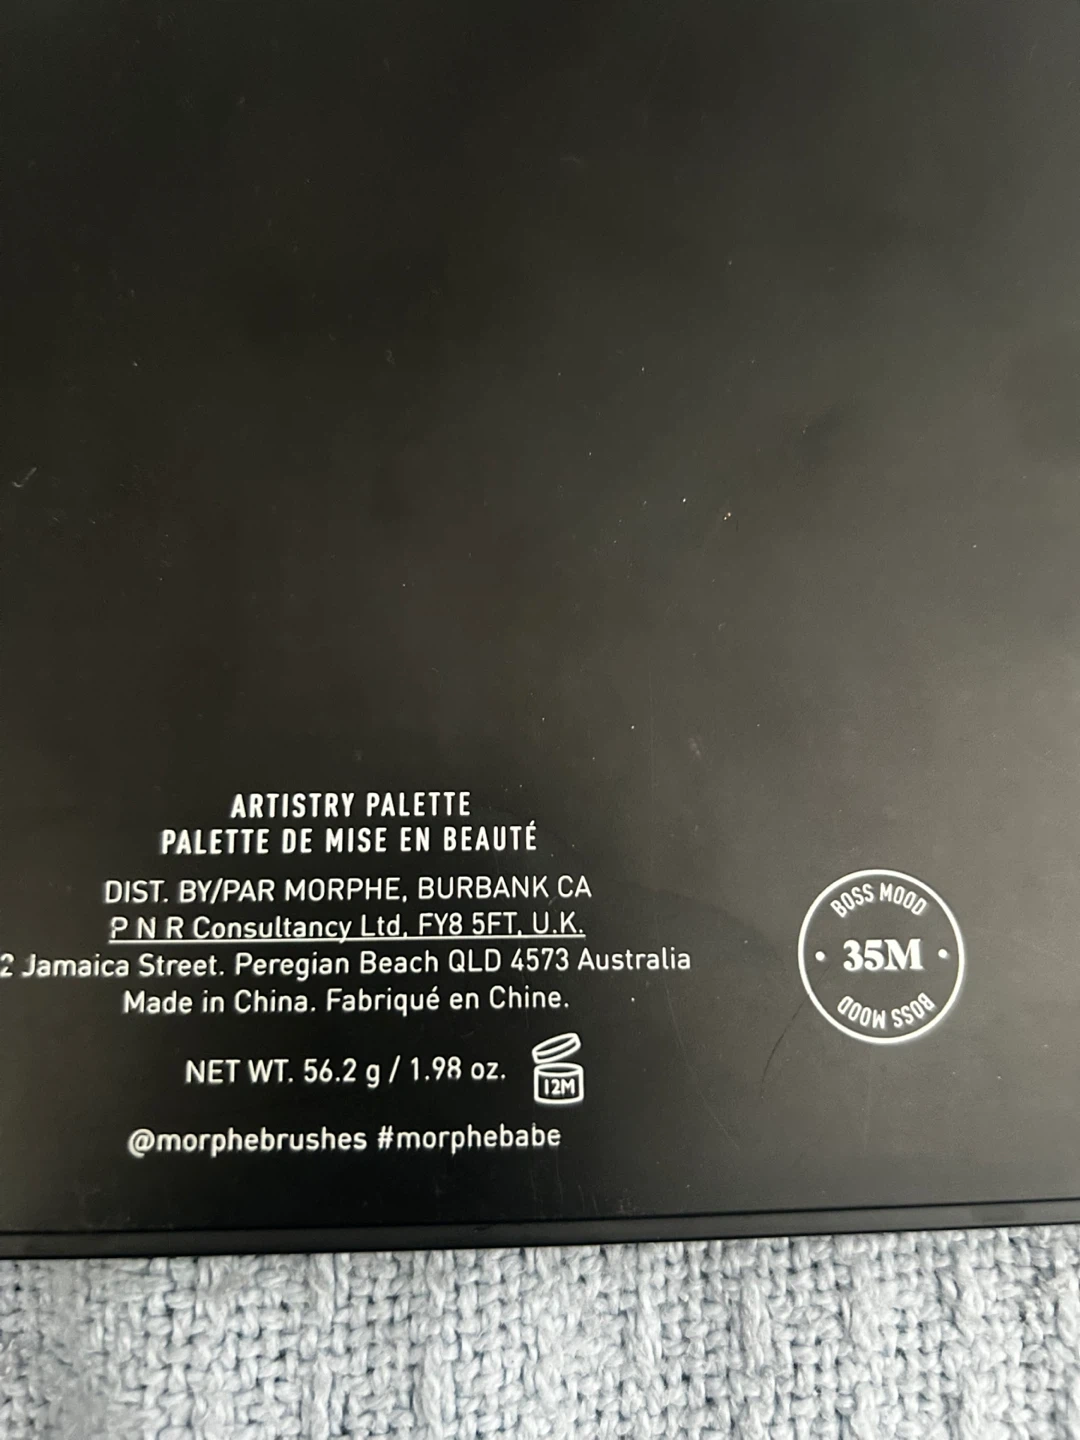 ARTISTRY PALETTE
PALETTE DE MISE EN BEAUTÉ
DIST. BY/PAR MORPHE, BURBANK CA
P N R Consultancy Ltd, FY8 5FT, U.K.
2 Jamaica Street. Peregian Beach QLD 4573 Australia
Made in China. Fabriqué en Chine.
NET WT. 56.2 g / 1.98 oz.
12M
@morphebrushes #morphebabe
BOSS MOOD
35M
BOSS MOOD